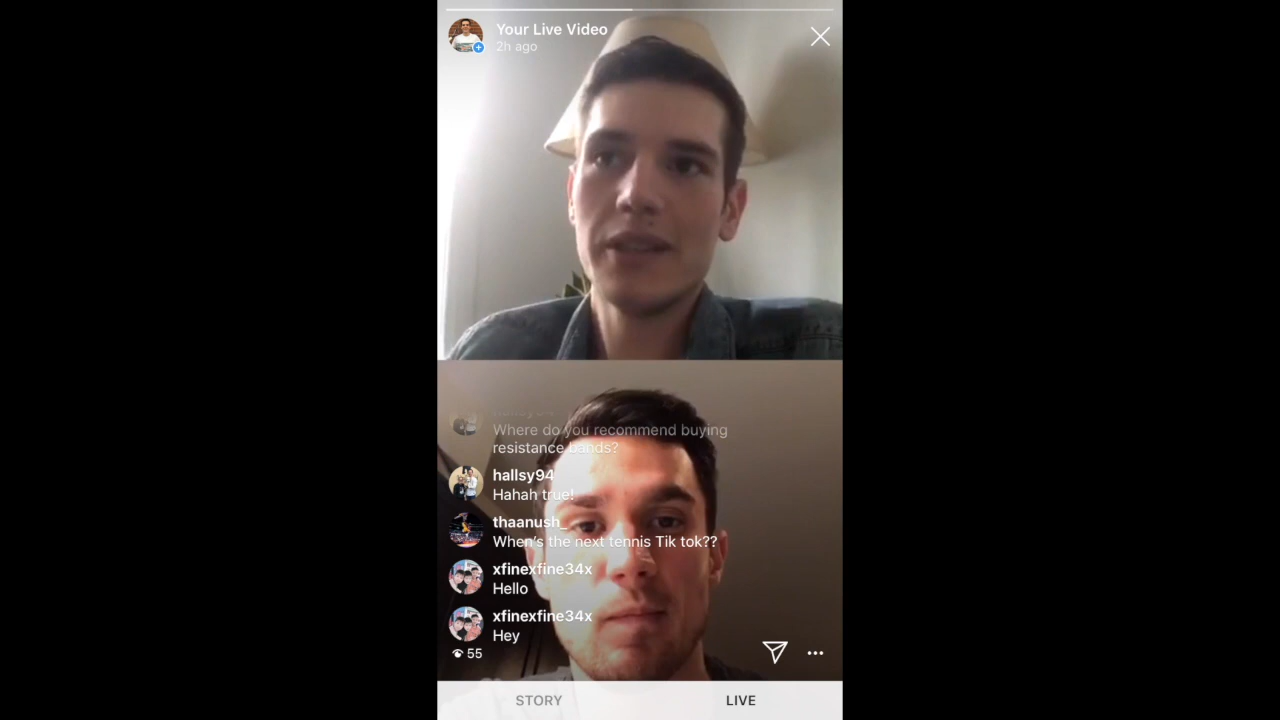 Your Live Video
2h ago
Where do you recommend buying
resistance bands?
hallsy94
Hahah true!
thaanush_
When's the next tennis Tik tok??
xfinexfine34x
Hello
xfinexfine34x
Hey
55
STORY LIVE